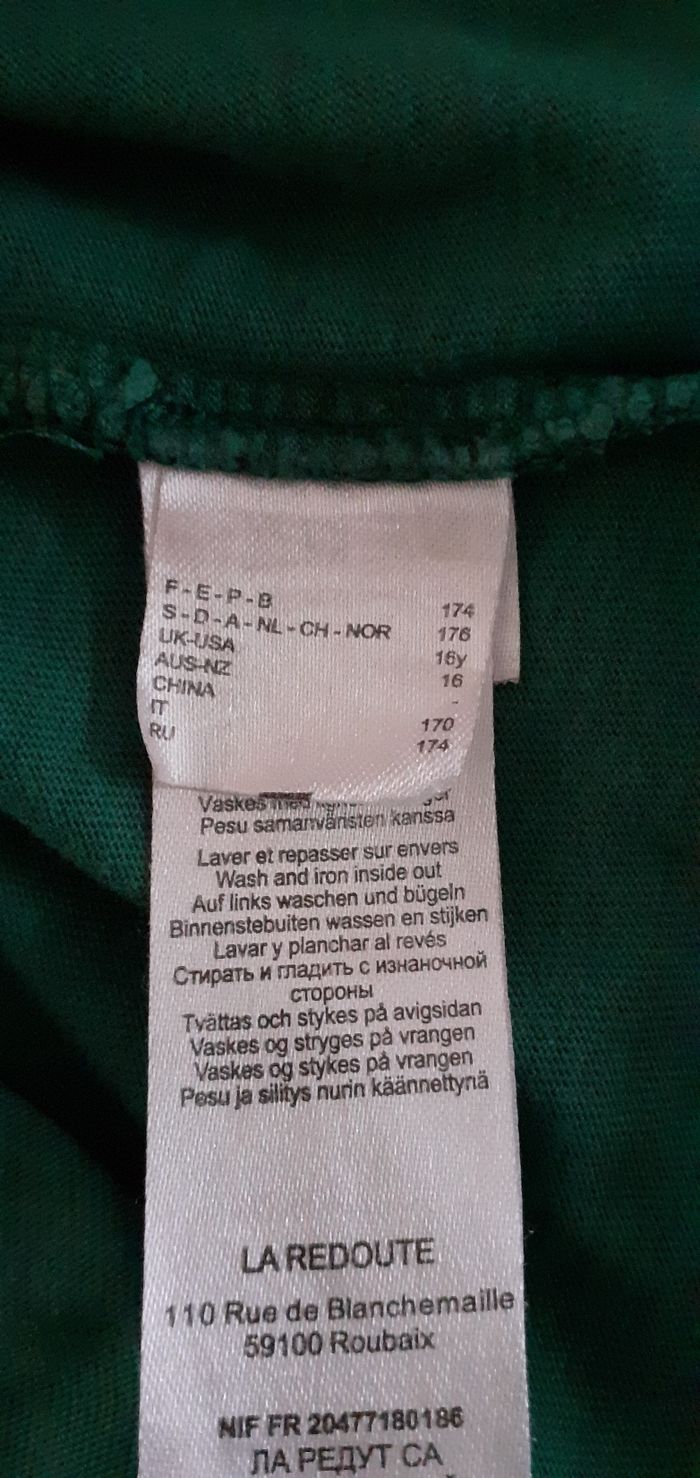 F - E - P - B 174
S - D - A - NL - CH - NOR 176
UK-USA 16y
AUS-NZ 16
CHINA -
IT 170
RU 174
Vaskes med
Pesu samanväristen kanssa
Laver et repasser sur envers
Wash and iron inside out
Auf links waschen und bügeln
Binnenstebuiten wassen en stijken
Lavar y planchar al revés
Стирать и гладить с изнаночной
стороны
Tvättas och stykes på avigsidan
Vaskes og stryges på vrangen
Vaskes og stykes på vrangen
Pesu ja silitys nurin käännettynä
LA REDOUTE
110 Rue de Blanchemaille
59100 Roubaix
NIF FR 20477180186
ЛА РЕДУТ СА